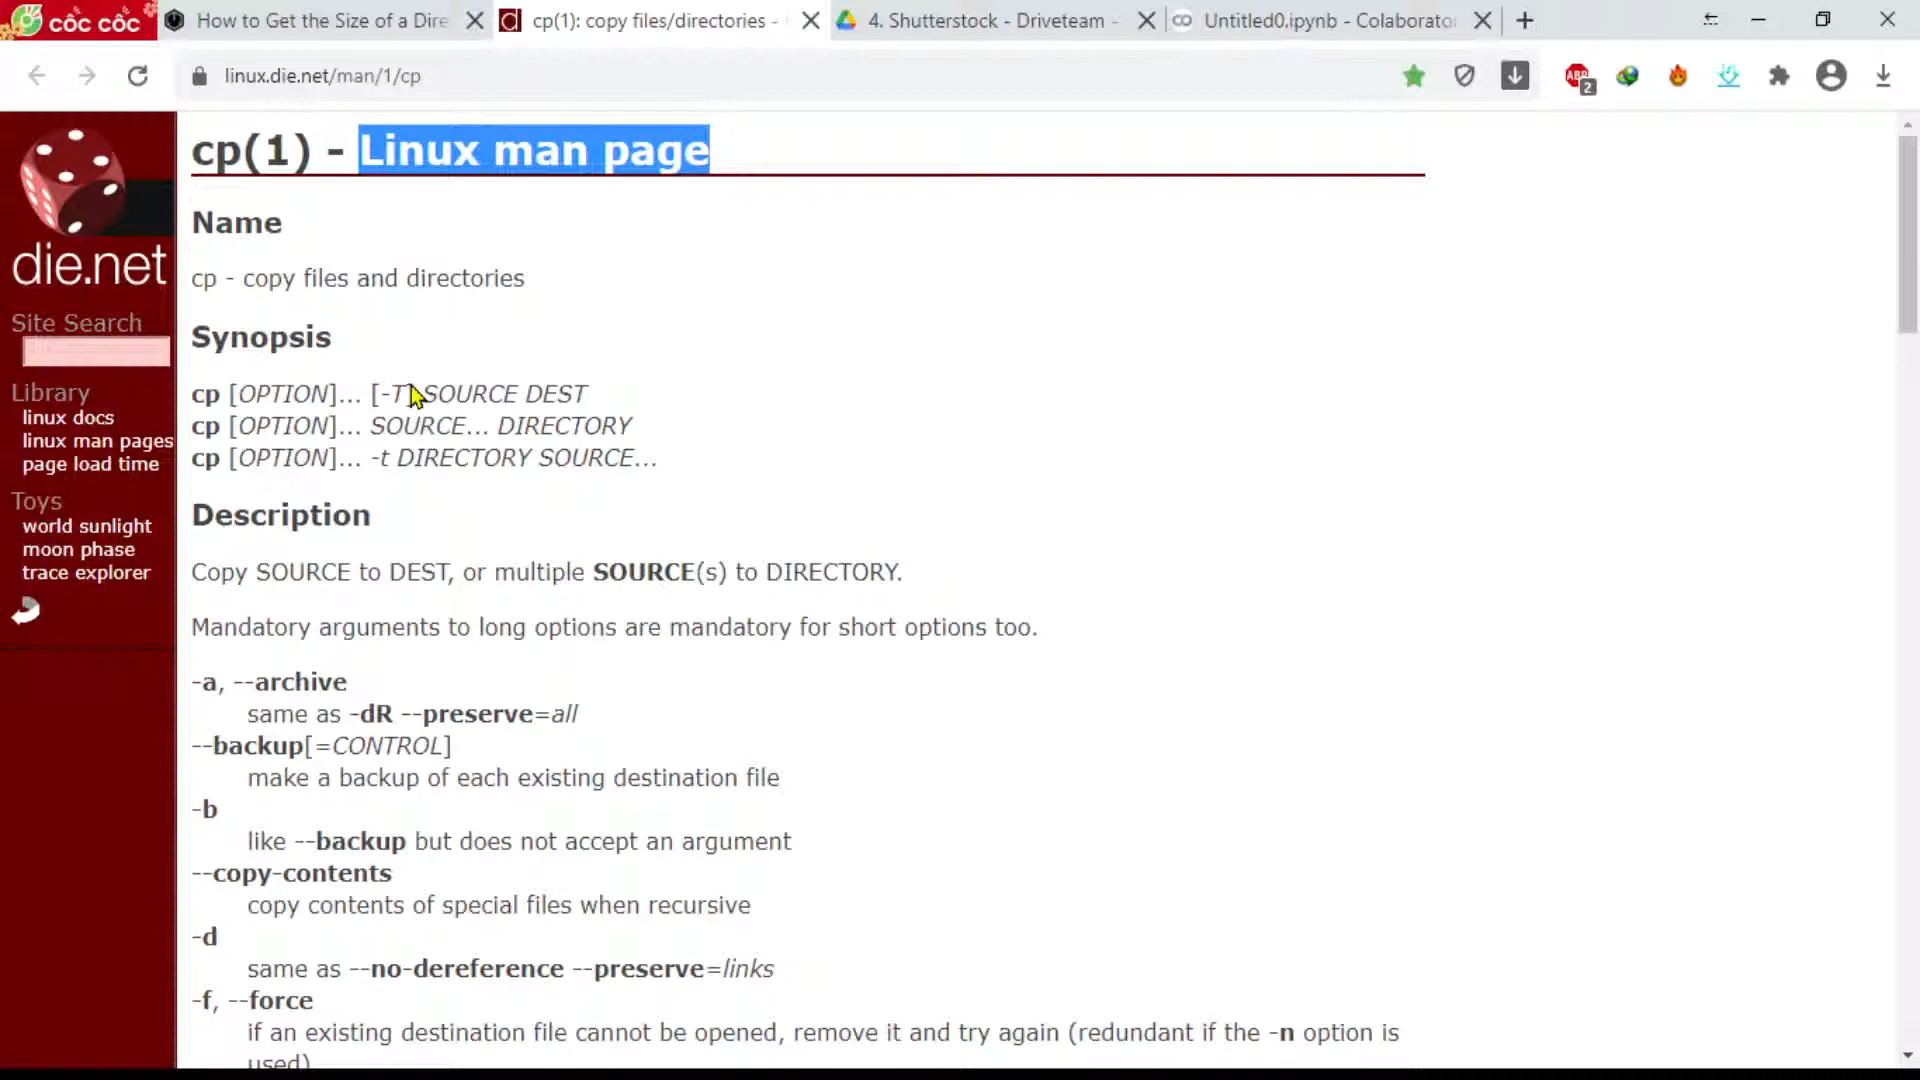 cốc cốc
How to Get the Size of a Dire
cp(1): copy files/directories -
4. Shutterstock - Driveteam -
Untitled0.ipynb - Colaborato
linux.die.net/man/1/cp
ABP
2
die.net
Site Search
Library
linux docs
linux man pages
page load time
Toys
world sunlight
moon phase
trace explorer
cp(1) - Linux man page
Name
cp - copy files and directories
Synopsis
cp [OPTION]... [-T] SOURCE DEST
cp [OPTION]... SOURCE... DIRECTORY
cp [OPTION]... -t DIRECTORY SOURCE...
Description
Copy SOURCE to DEST, or multiple SOURCE(s) to DIRECTORY.
Mandatory arguments to long options are mandatory for short options too.
-a, --archive
same as -dR --preserve=all
--backup[=CONTROL]
make a backup of each existing destination file
-b
like --backup but does not accept an argument
--copy-contents
copy contents of special files when recursive
-d
same as --no-dereference --preserve=links
-f, --force
if an existing destination file cannot be opened, remove it and try again (redundant if the -n option is
used)